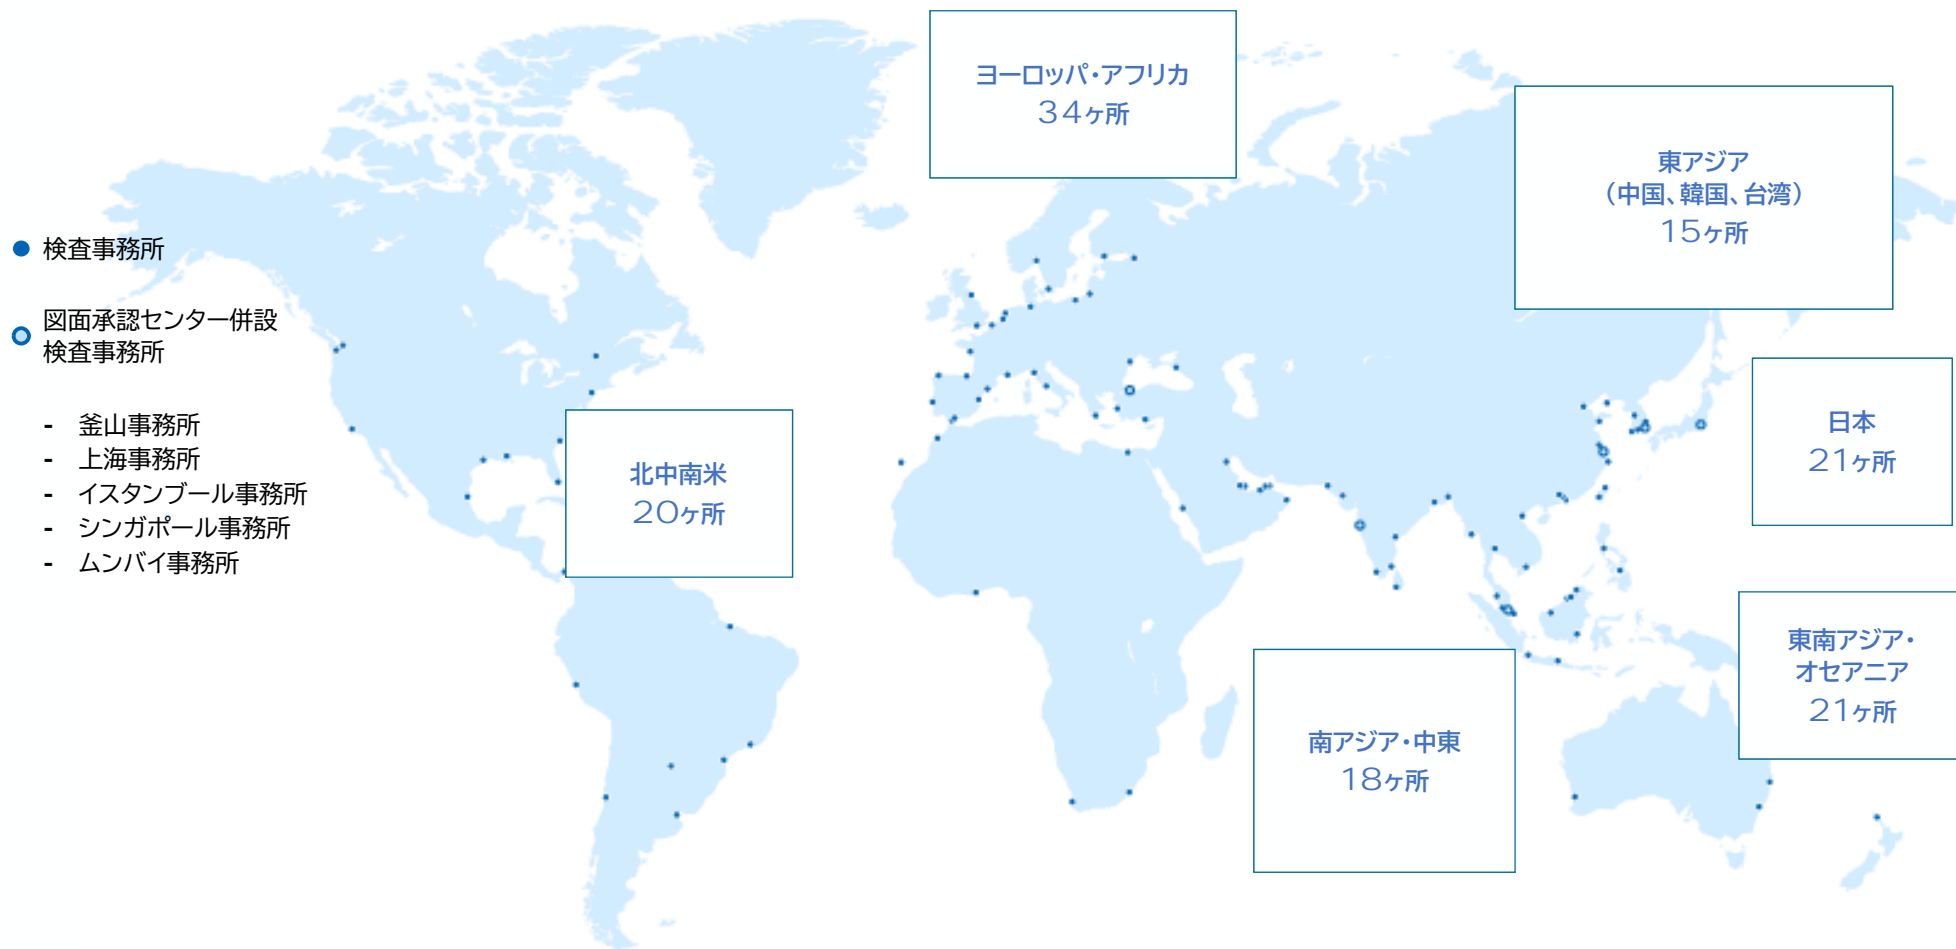 ヨーロッパ・アフリカ
34ヶ所
東アジア
（中国、韓国、台湾）
15ヶ所
検査事務所
図面承認センター併設
検査事務所
- 釜山事務所
- 上海事務所
- イスタンブール事務所
- シンガポール事務所
- ムンバイ事務所
北中南米
20ヶ所
日本
21ヶ所
東南アジア・
オセアニア
21ヶ所
南アジア・中東
18ヶ所